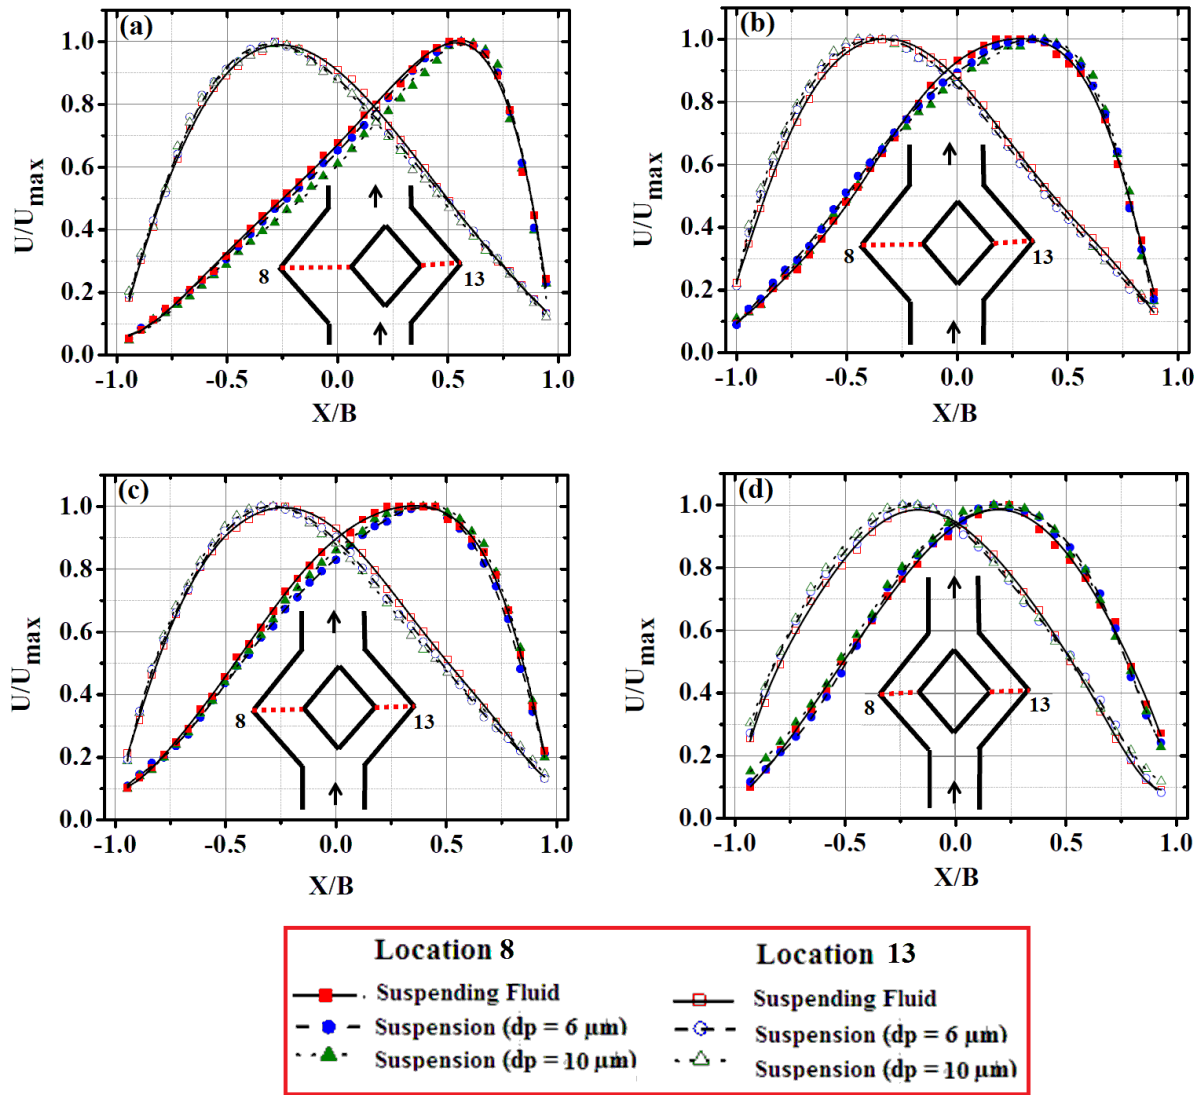 (a)
1.0
0.8
0.6
0.4
0.2
0.0
U/Umax
8
13
-1.0 -0.5 0.0 0.5 1.0
X/B
(b)
1.0
0.8
0.6
0.4
0.2
0.0
U/Umax
8
13
-1.0 -0.5 0.0 0.5 1.0
X/B
(c)
1.0
0.8
0.6
0.4
0.2
0.0
U/Umax
8
13
-1.0 -0.5 0.0 0.5 1.0
X/B
(d)
1.0
0.8
0.6
0.4
0.2
0.0
U/Umax
8
13
-1.0 -0.5 0.0 0.5 1.0
X/B
Location 8
Suspending Fluid
Suspension (dp = 6 μm)
Suspension (dp = 10 μm)
Location 13
Suspending Fluid
Suspension (dp = 6 μm)
Suspension (dp = 10 μm)